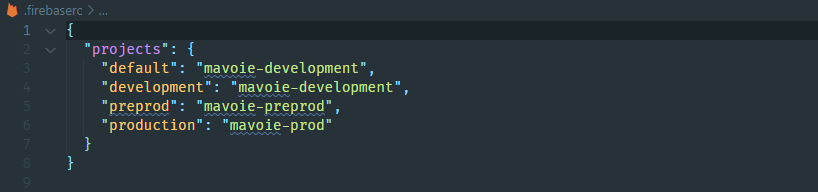 .firebaserc > ...
1 {
2 "projects": {
3 "default": "mavoie-development",
4 "development": "mavoie-development",
5 "preprod": "mavoie-preprod",
6 "production": "mavoie-prod"
7 }
8 }
9